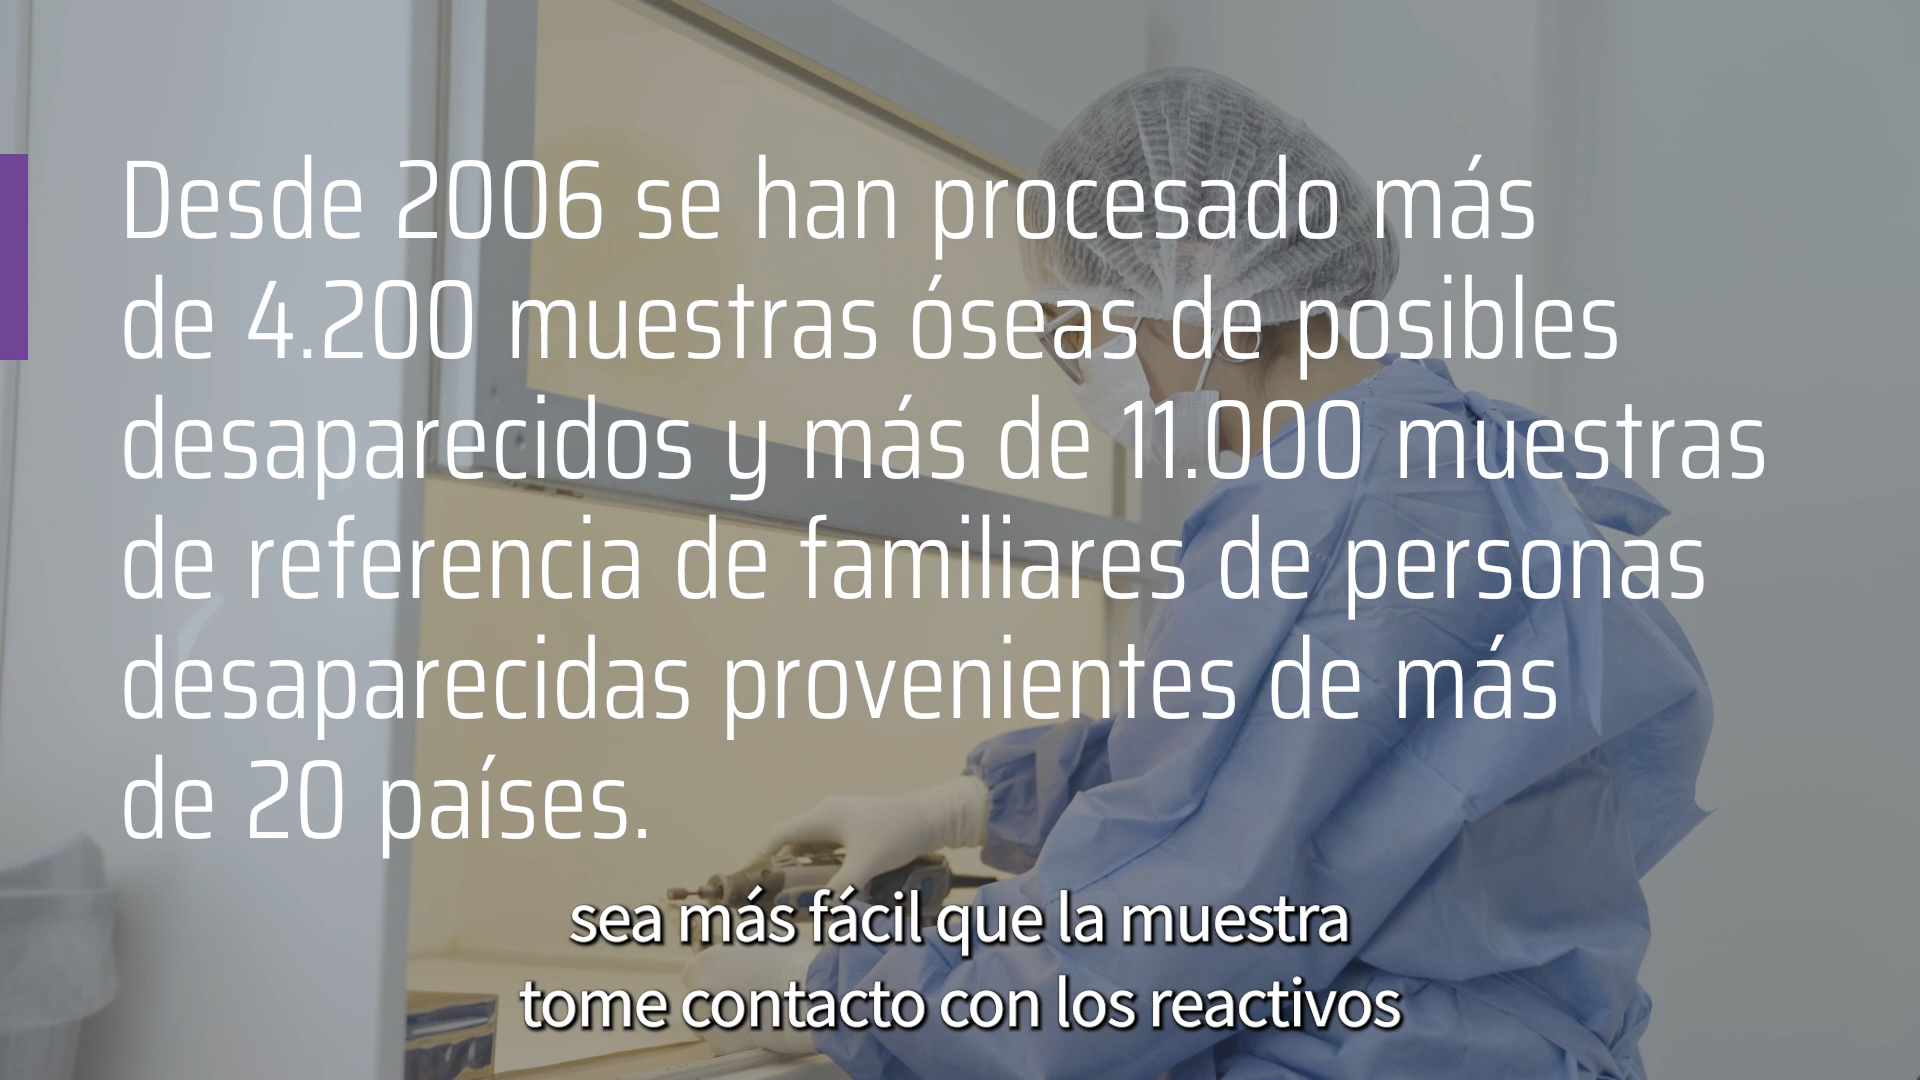 Desde 2006 se han procesado más
de 4.200 muestras óseas de posibles
desaparecidos y más de 11.000 muestras
de referencia de familiares de personas
desaparecidas provenientes de más
de 20 países.
sea más fácil que la muestra
tome contacto con los reactivos